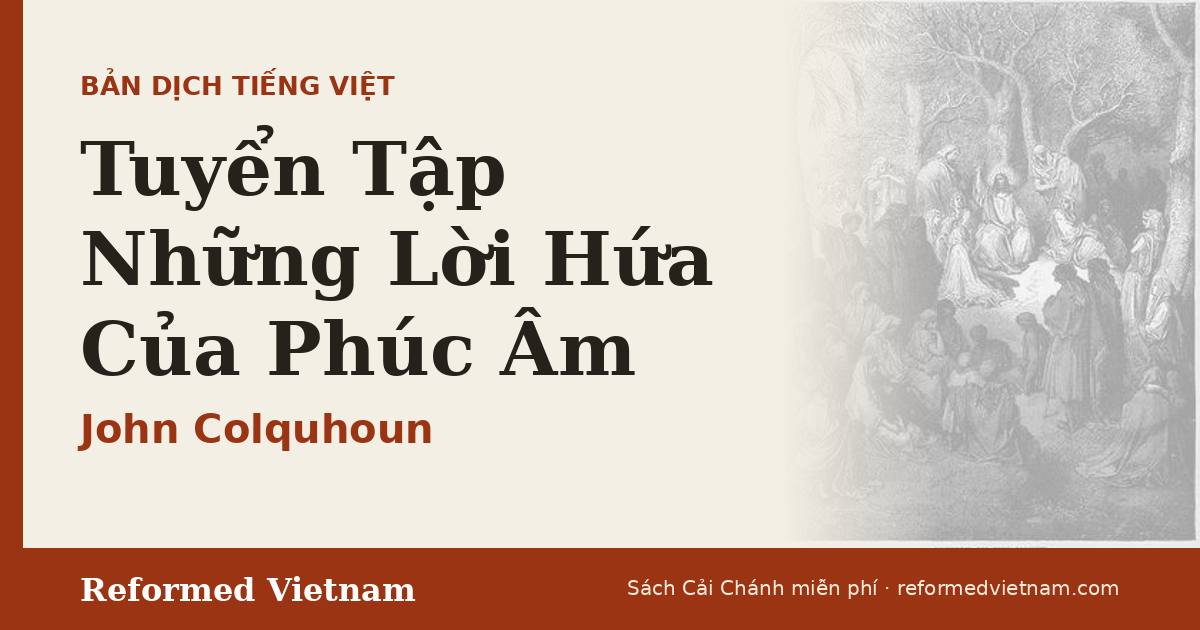 BẢN DỊCH TIẾNG VIỆT
Tuyển Tập
Những Lời Hứa
Của Phúc Âm
John Colquhoun
Reformed Vietnam
Sách Cải Chánh miễn phí · reformedvietnam.com